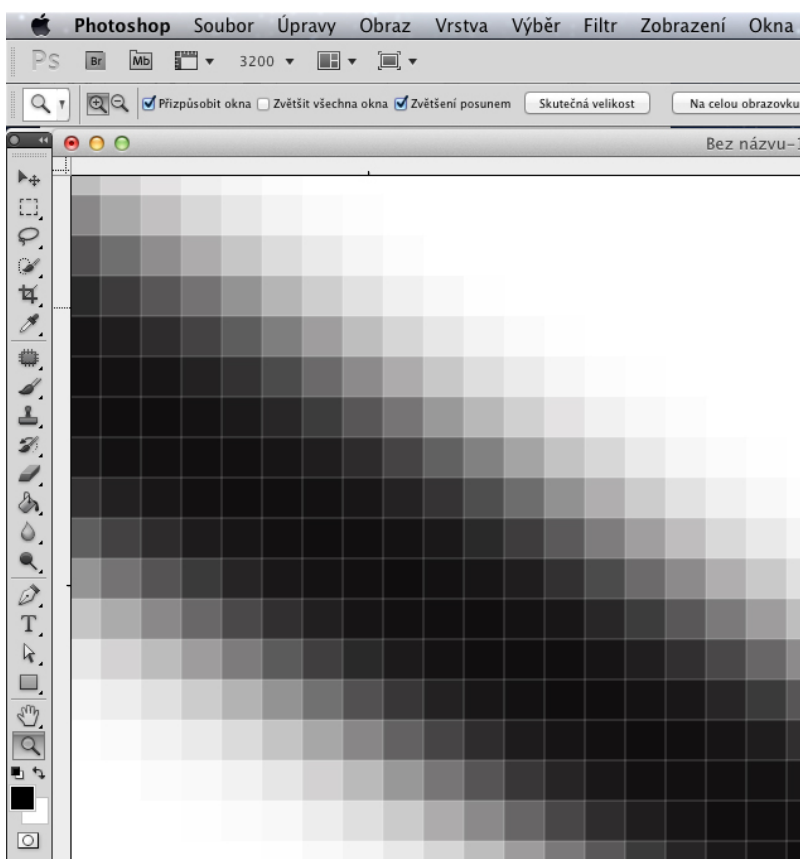 Photoshop Soubor Úpravy Obraz Vrstva Výběr Filtr Zobrazení Okna
Ps Br Mb 3200
Přizpůsobit okna Zvětšit všechna okna Zvětšení posunem Skutečná velikost Na celou obrazovku
Bez názvu-1
T